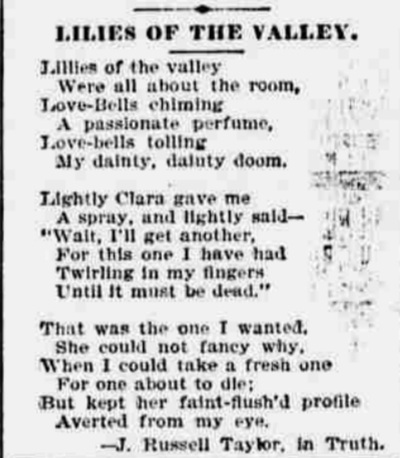 LILIES OF THE VALLEY.
Lillies of the valley
Were all about the room,
Love-Bells chiming
A passionate perfume,
Love-bells tolling
My dainty, dainty doom.
Lightly Clara gave me
A spray, and lightly said—
"Wait, I'll get another,
For this one I have had
Twirling in my fingers
Until it must be dead."
That was the one I wanted,
She could not fancy why,
When I could take a fresh one
For one about to die;
But kept her faint-flush'd profile
Averted from my eye.
—J. Russell Taylor, in Truth.